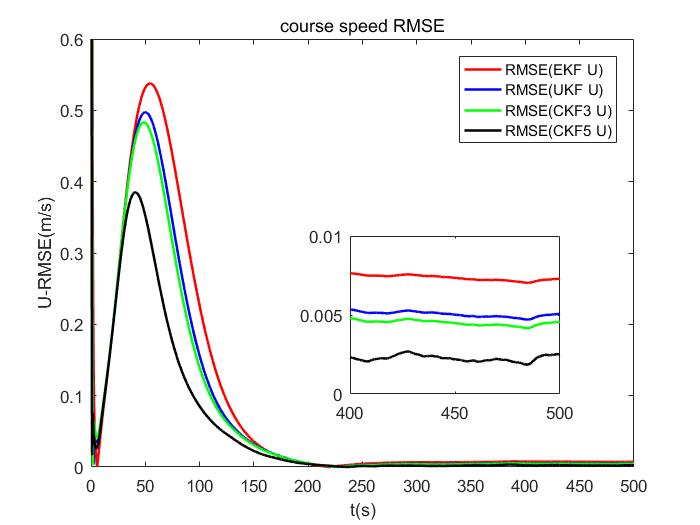 course speed RMSE
0.6
0.5
0.4
0.3
0.2
0.1
0
U-RMSE(m/s)
RMSE(EKF U)
RMSE(UKF U)
RMSE(CKF3 U)
RMSE(CKF5 U)
0.01
0.005
0
400 450 500
0 50 100 150 200 250 300 350 400 450 500
t(s)